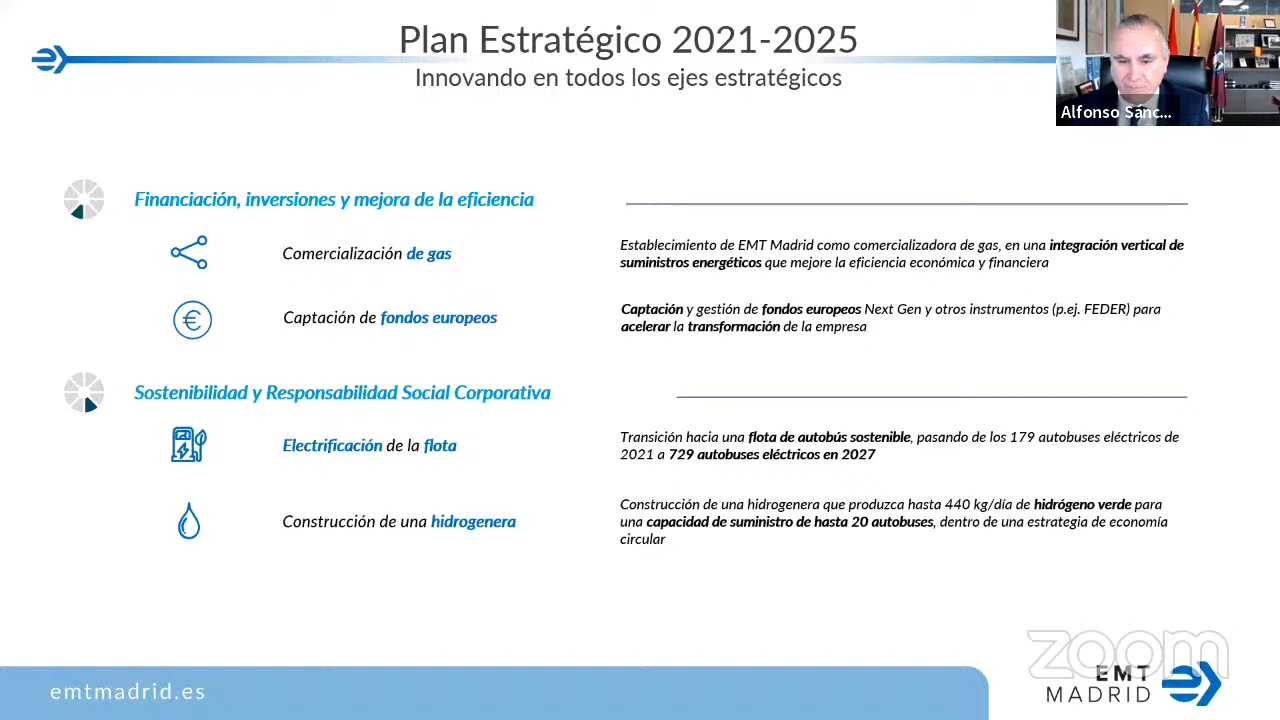 Plan Estratégico 2021-2025
Innovando en todos los ejes estratégicos
Alfonso Sánc...
Financiación, inversiones y mejora de la eficiencia
Comercialización de gas
Establecimiento de EMT Madrid como comercializadora de gas, en una integración vertical de
suministros energéticos que mejore la eficiencia económica y financiera
Captación de fondos europeos
Captación y gestión de fondos europeos Next Gen y otros instrumentos (p.ej. FEDER) para
acelerar la transformación de la empresa
Sostenibilidad y Responsabilidad Social Corporativa
Electrificación de la flota
Transición hacia una flota de autobús sostenible, pasando de los 179 autobuses eléctricos de
2021 a 729 autobuses eléctricos en 2027
Construcción de una hidrogenera
Construcción de una hidrogenera que produzca hasta 440 kg/día de hidrógeno verde para
una capacidad de suministro de hasta 20 autobuses, dentro de una estrategia de economía
circular
zoom
emtmadrid.es
EMT
MADRID